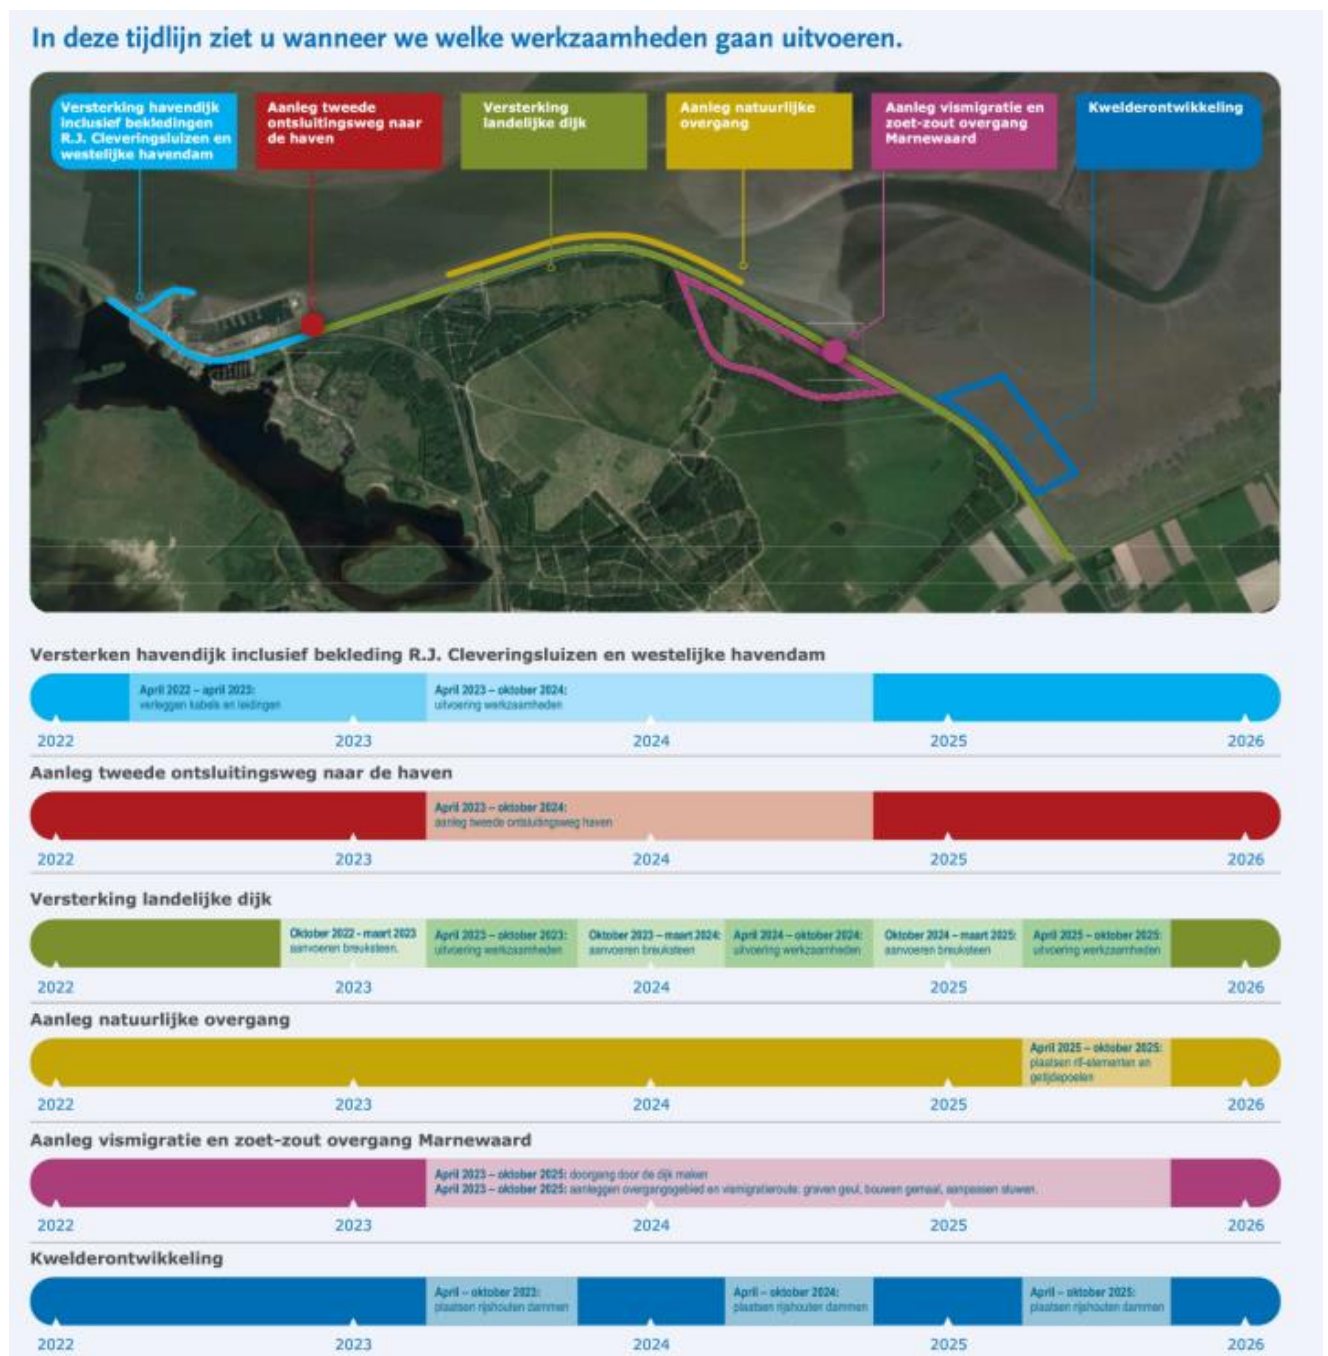 In deze tijdlijn ziet u wanneer we welke werkzaamheden gaan uitvoeren.
Versterking havendijk
inclusief bekledingen
R.J. Cleveringsluizen en
westelijke havendam
Aanleg tweede
ontsluitingsweg naar
de haven
Versterking
landelijke dijk
Aanleg natuurlijke
overgang
Aanleg vismigratie en
zoet-zout overgang
Marnewaard
Kwelderontwikkeling
Versterken havendijk inclusief bekleding R.J. Cleveringsluizen en westelijke havendam
April 2022 – april 2023:
verleggen kabels en leidingen
April 2023 – oktober 2024:
uitvoering werkzaamheden
2022 2023 2024 2025 2026
Aanleg tweede ontsluitingsweg naar de haven
April 2023 – oktober 2024:
aanleg tweede ontsluitingsweg haven
2022 2023 2024 2025 2026
Versterking landelijke dijk
Oktober 2022 - maart 2023
aanvoeren breuksteen.
April 2023 – oktober 2023:
uitvoering werkzaamheden
Oktober 2023 – maart 2024:
aanvoeren breuksteen
April 2024 – oktober 2024:
uitvoering werkzaamheden
Oktober 2024 – maart 2025:
aanvoeren breuksteen
April 2025 – oktober 2025:
uitvoering werkzaamheden
2022 2023 2024 2025 2026
Aanleg natuurlijke overgang
April 2025 – oktober 2025:
plaatsen rif-elementen en
getijdepoelen
2022 2023 2024 2025 2026
Aanleg vismigratie en zoet-zout overgang Marnewaard
April 2023 – oktober 2025: doorgang door de dijk maken
April 2023 – oktober 2025: aanleggen overgangsgebied en vismigratieroute: graven geul, bouwen gemaal, aanpassen stuwen.
2022 2023 2024 2025 2026
Kwelderontwikkeling
April – oktober 2023:
plaatsen rijshouten dammen
April – oktober 2024:
plaatsen rijshouten dammen
April – oktober 2025:
plaatsen rijshouten dammen
2022 2023 2024 2025 2026